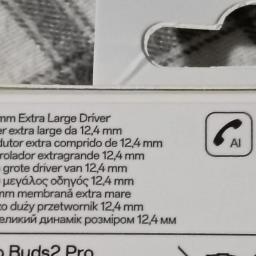 mm Extra Large Driver
er extra large da 12,4 mm
dutor extra comprido de 12,4 mm
rolador extragrande 12,4 mm
grote driver van 12,4 mm
μεγάλος οδηγός 12,4 mm
mm membrană extra mare
o duży przetwornik 12,4 mm
еликий динамік розміром 12,4 мм
AI
Buds2 Pro